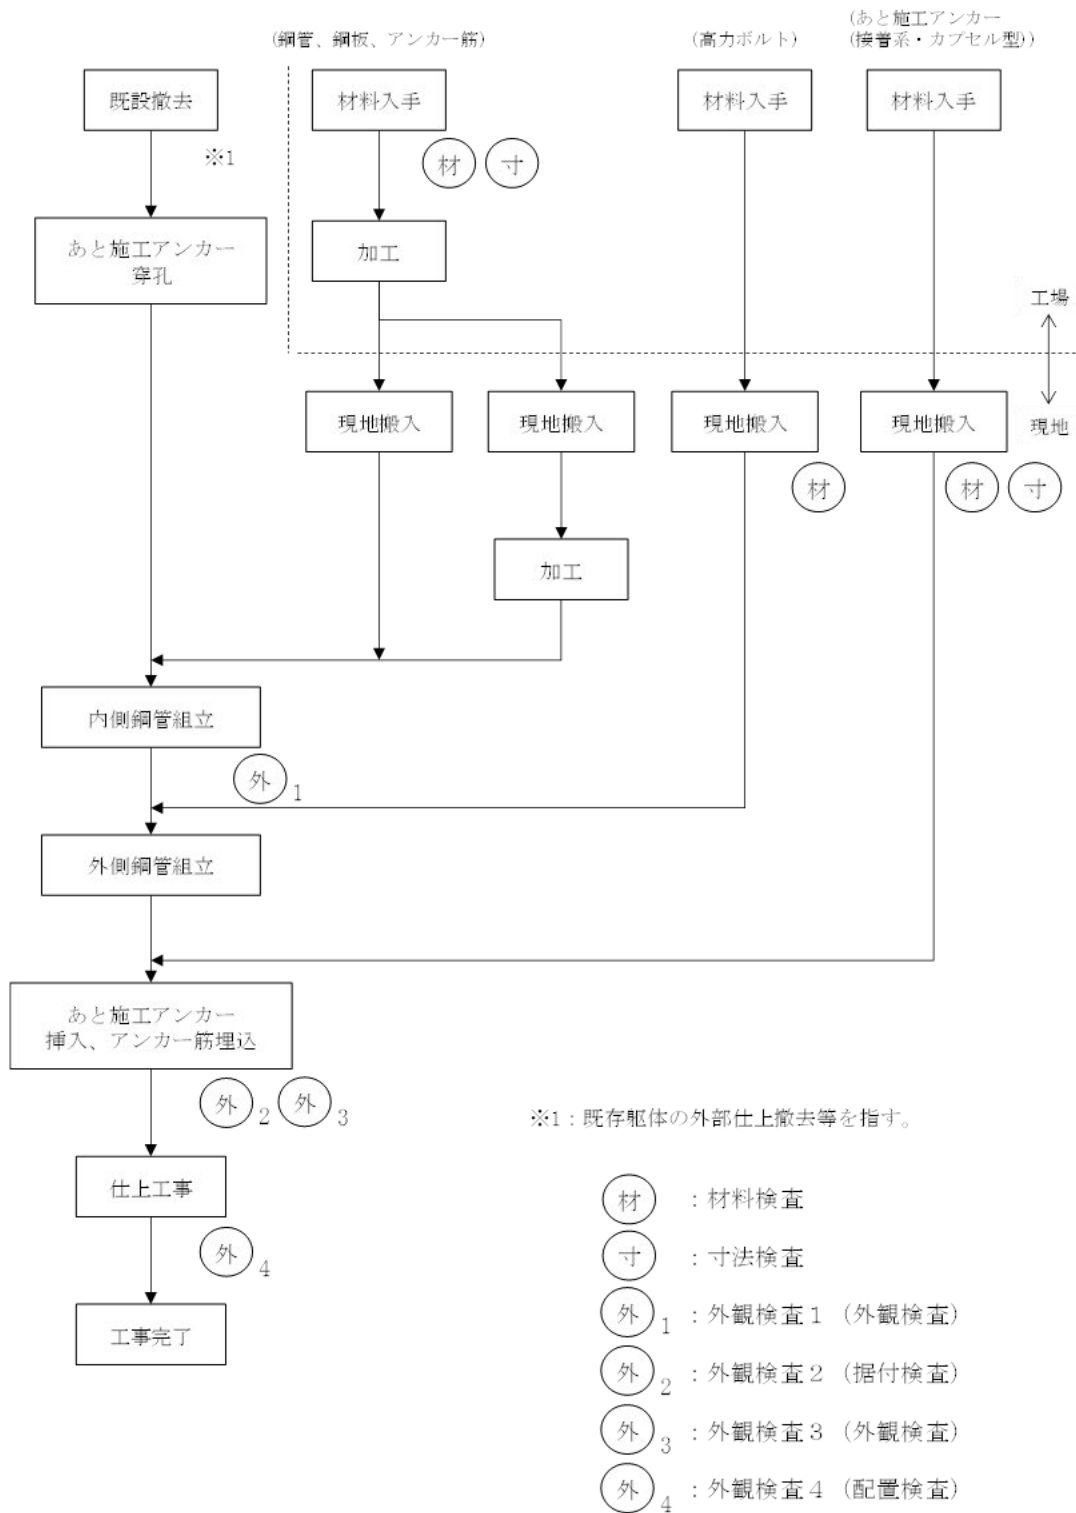 (鋼管、鋼板、アンカー筋)
(高力ボルト)
(あと施工アンカー
(接着系・カプセル型))
既設撤去
材料入手
材料入手
材料入手
※1
材
寸
あと施工アンカー
穿孔
加工
工場
現地搬入
現地搬入
現地搬入
現地搬入
現地
材
材
寸
加工
内側鋼管組立
外1
外側鋼管組立
あと施工アンカー
挿入、アンカー筋埋込
外2
外3
※1：既存躯体の外部仕上撤去等を指す。
仕上工事
外4
工事完了
材：材料検査
寸：寸法検査
外1：外観検査１（外観検査）
外2：外観検査２（据付検査）
外3：外観検査３（外観検査）
外4：外観検査４（配置検査）